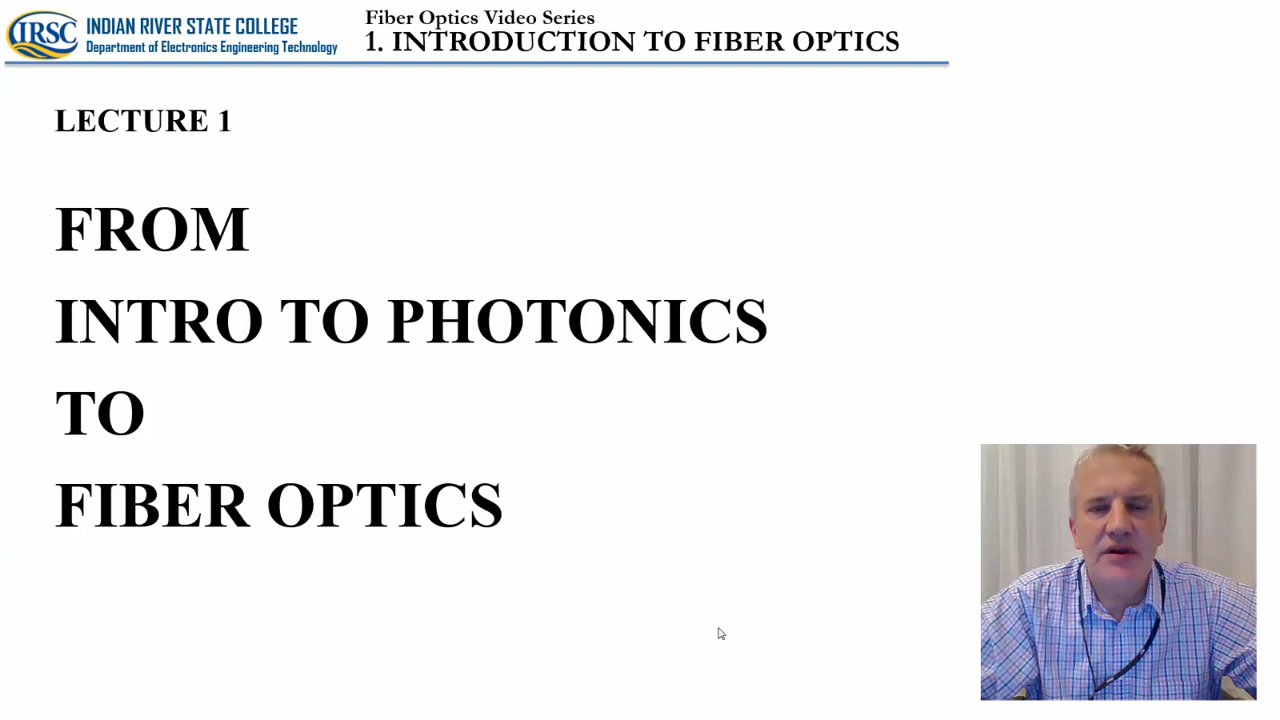 IRSC
INDIAN RIVER STATE COLLEGE
Department of Electronics Engineering Technology
Fiber Optics Video Series
1. INTRODUCTION TO FIBER OPTICS
LECTURE 1
FROM
INTRO TO PHOTONICS
TO
FIBER OPTICS